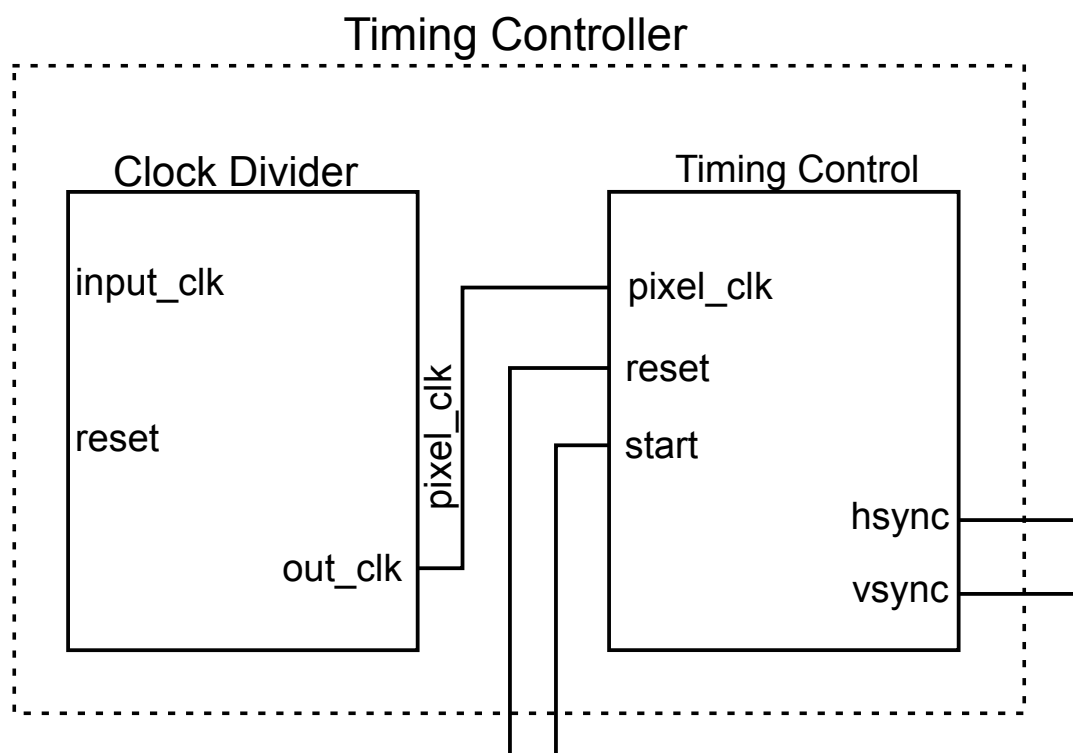 Timing Controller
Clock Divider
input_clk
reset
out_clk
pixel_clk
Timing Control
pixel_clk
reset
start
hsync
vsync